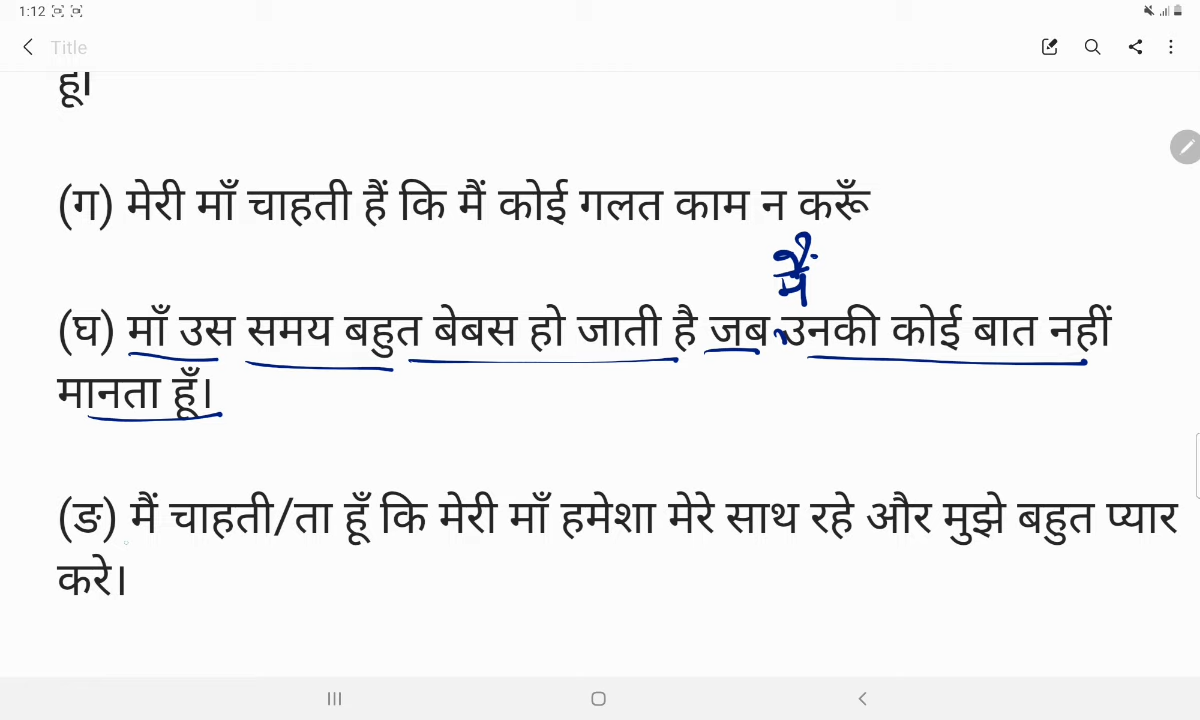 1:12
Title
हूँ।
(ग) मेरी माँ चाहती हैं कि मैं कोई गलत काम न करूँ
मैं
(घ) माँ उस समय बहुत बेबस हो जाती है जब उनकी कोई बात नहीं
मानता हूँ।
(ङ) मैं चाहती/ता हूँ कि मेरी माँ हमेशा मेरे साथ रहे और मुझे बहुत प्यार
करे।